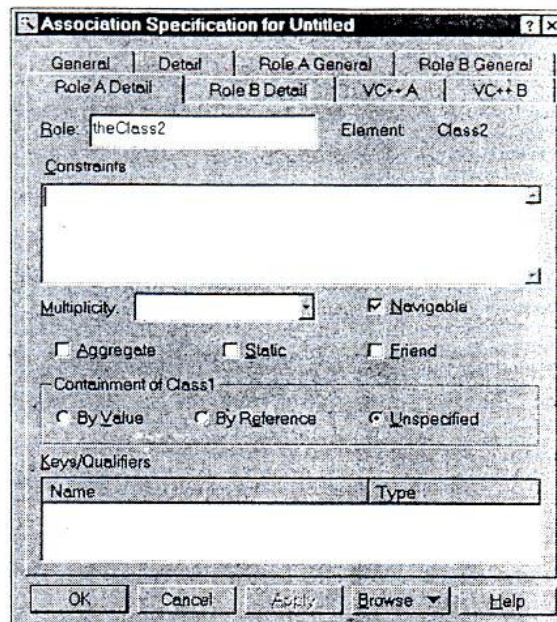 Association Specification for Untitled
General Detail Role A General Role B General
Role A Detail Role B Detail VC++ A VC++ B
Role: theClass2 Element: Class2
Constraints
Multiplicity: Navigable
Aggregate Static Friend
Containment of Class1
By Value By Reference Unspecified
Keys/Qualifiers
Name Type
OK Cancel Apply Browse Help